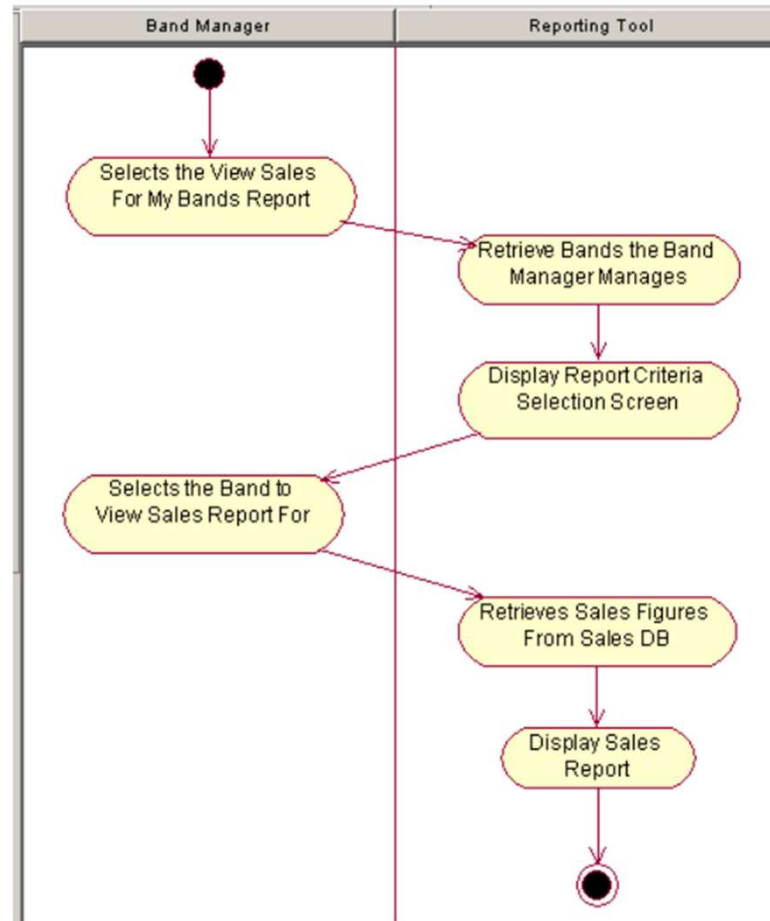 Band Manager
Reporting Tool
Selects the View Sales
For My Bands Report
Retrieve Bands the Band
Manager Manages
Display Report Criteria
Selection Screen
Selects the Band to
View Sales Report For
Retrieves Sales Figures
From Sales DB
Display Sales
Report